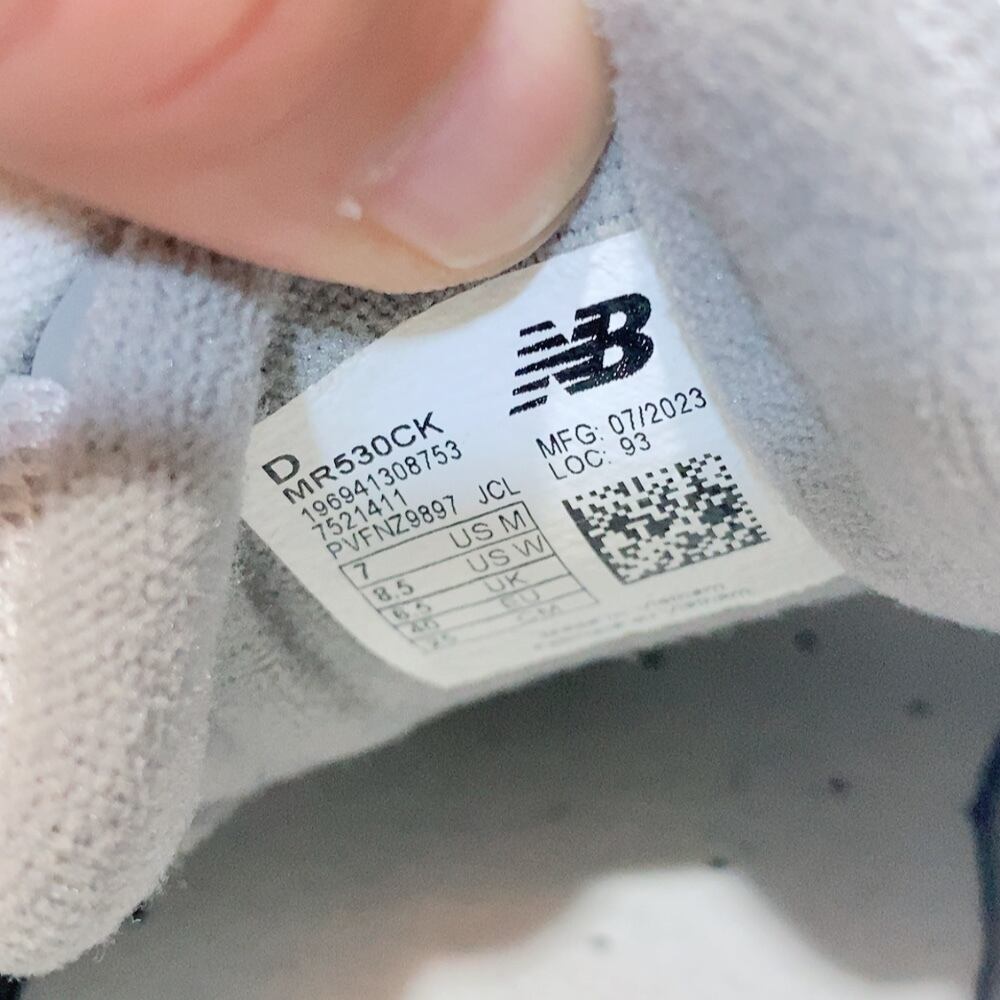 NB
MFG: 07/2023
LOC: 93
D
MR530CK
196941308753
7521411
PVFNZ9897 JCL
7 US M
8.5 US W
6.5 UK
40 EU
25 CM